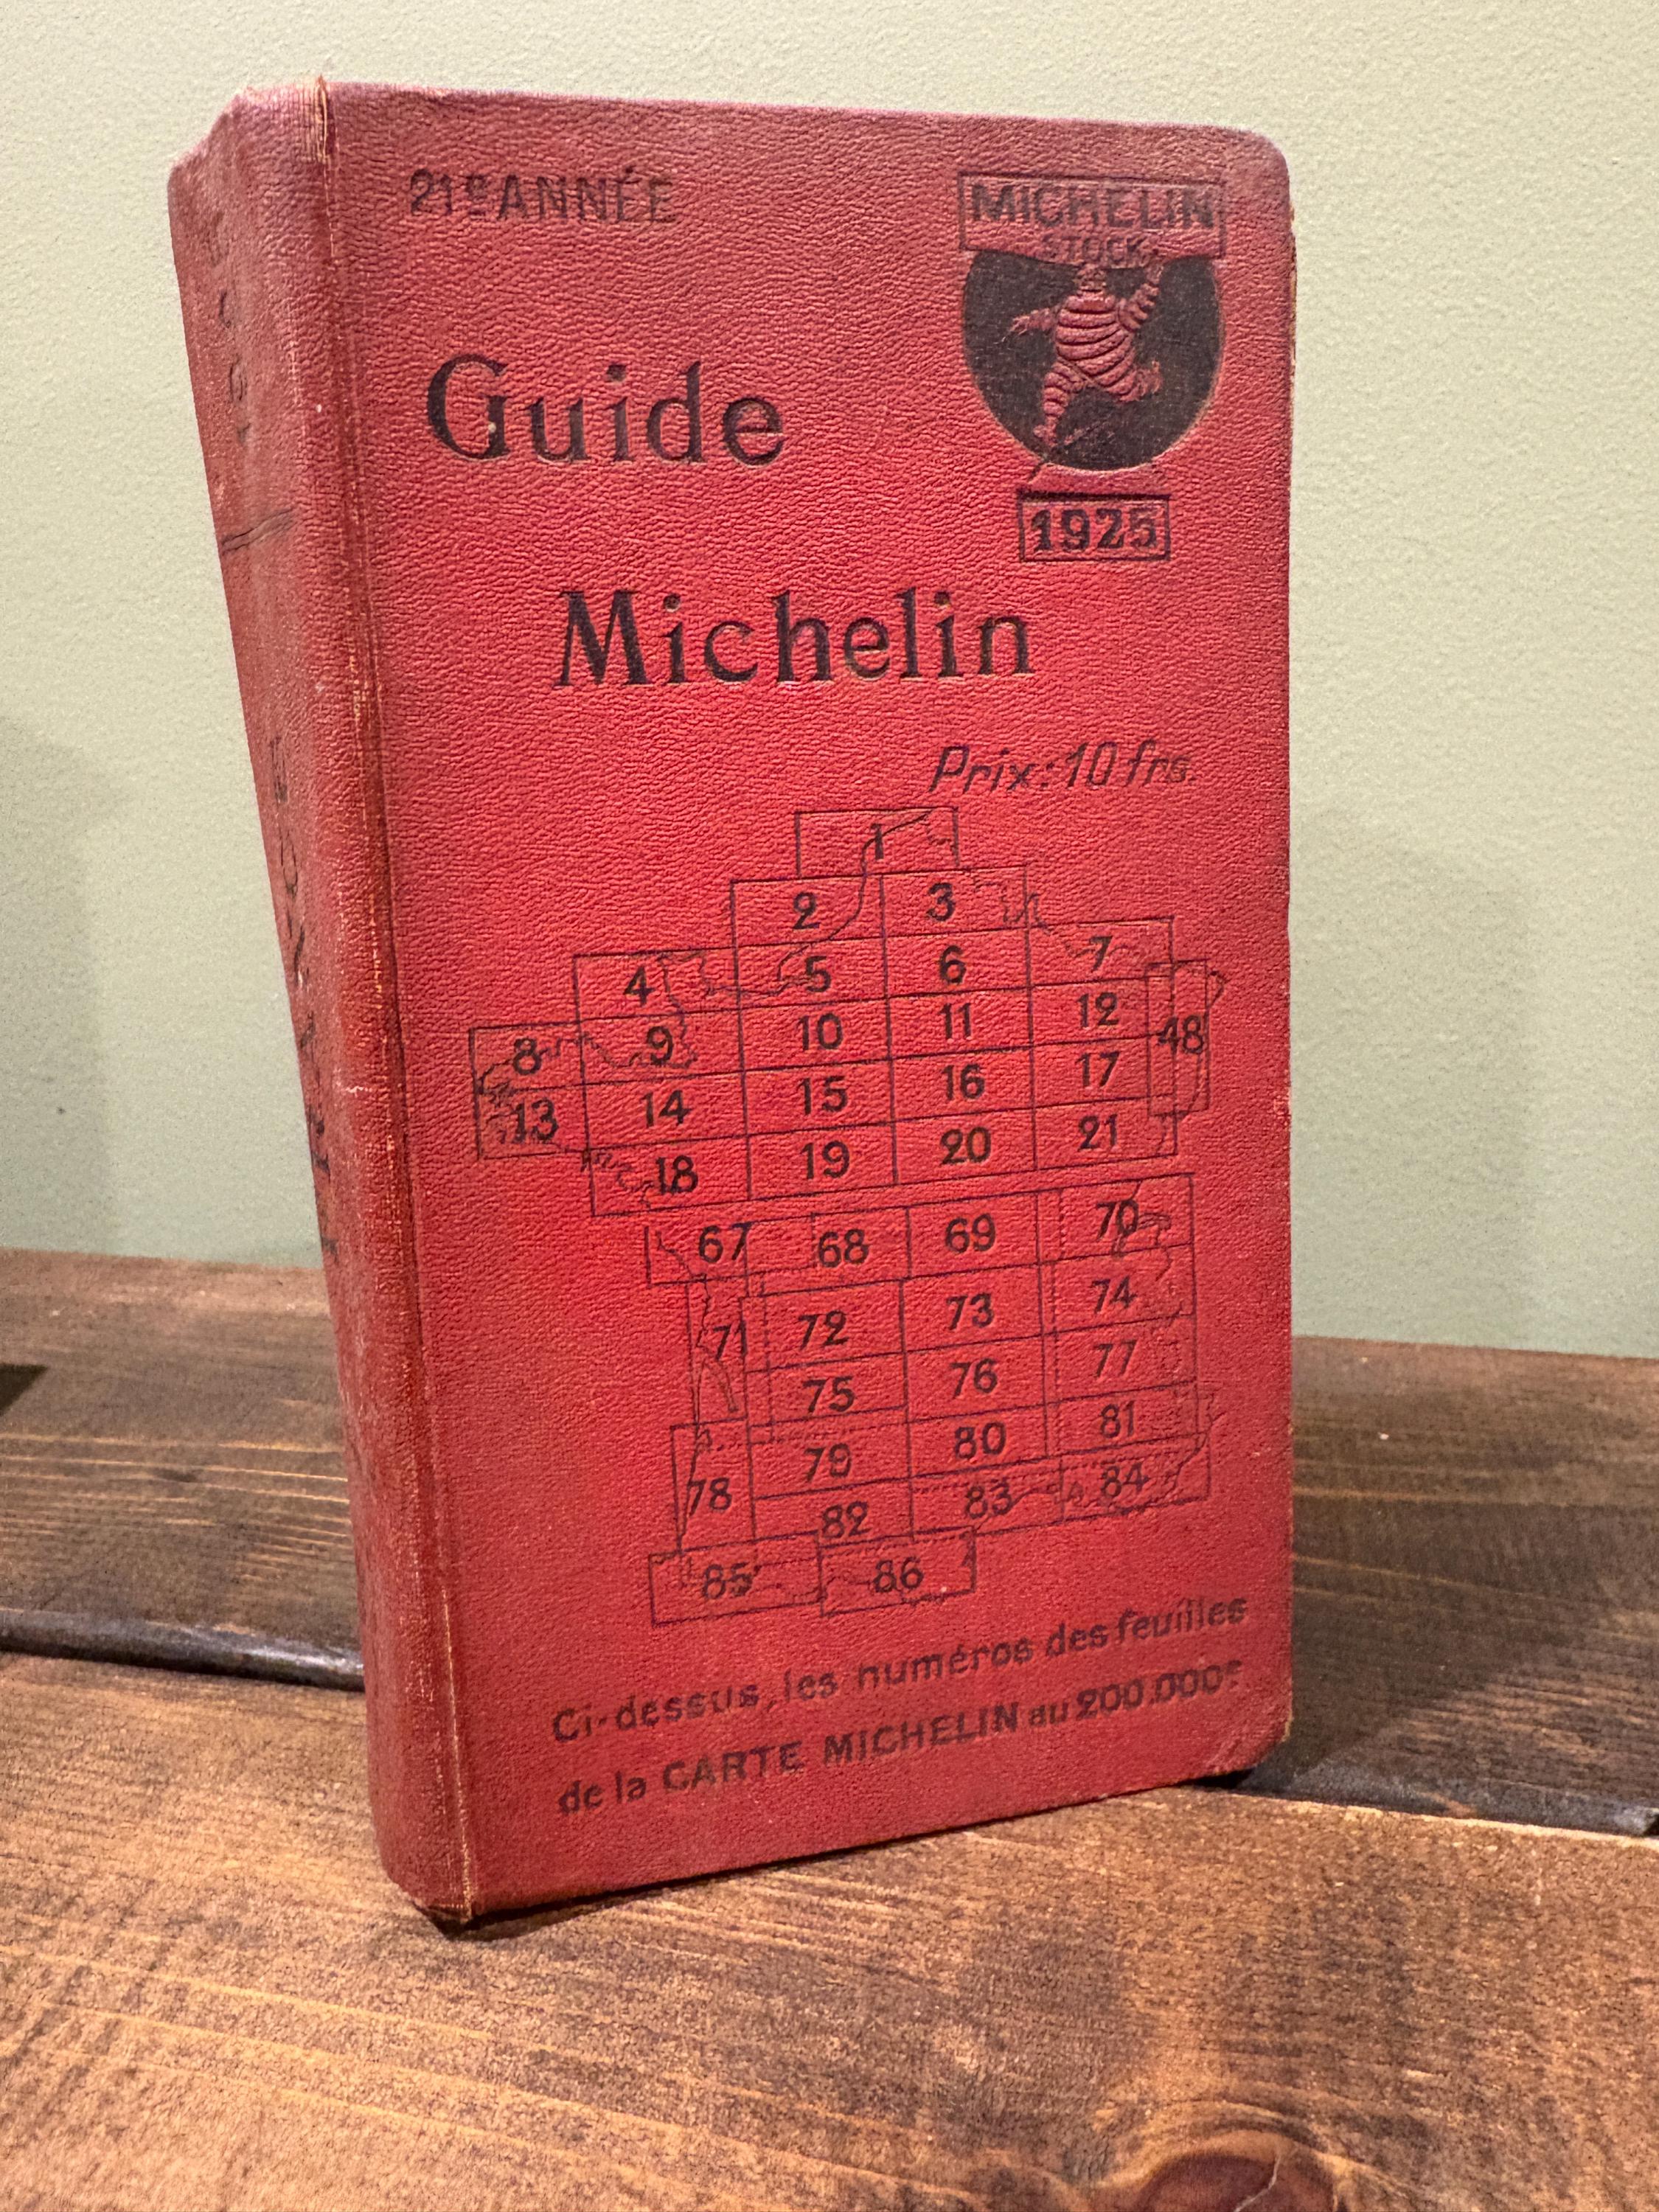 21e ANNÉE
MICHELIN
STOCK
Guide
1925
Michelin
Prix: 10 frs.
1
2 3
4 5 6 7
8 9 10 11 12 48
13 14 15 16 17
18 19 20 21
67 68 69 70
71 72 73 74
75 76 77
78 79 80 81
82 83 84
85 86
Ci-dessus, les numéros des feuilles
de la CARTE MICHELIN au 200.000e